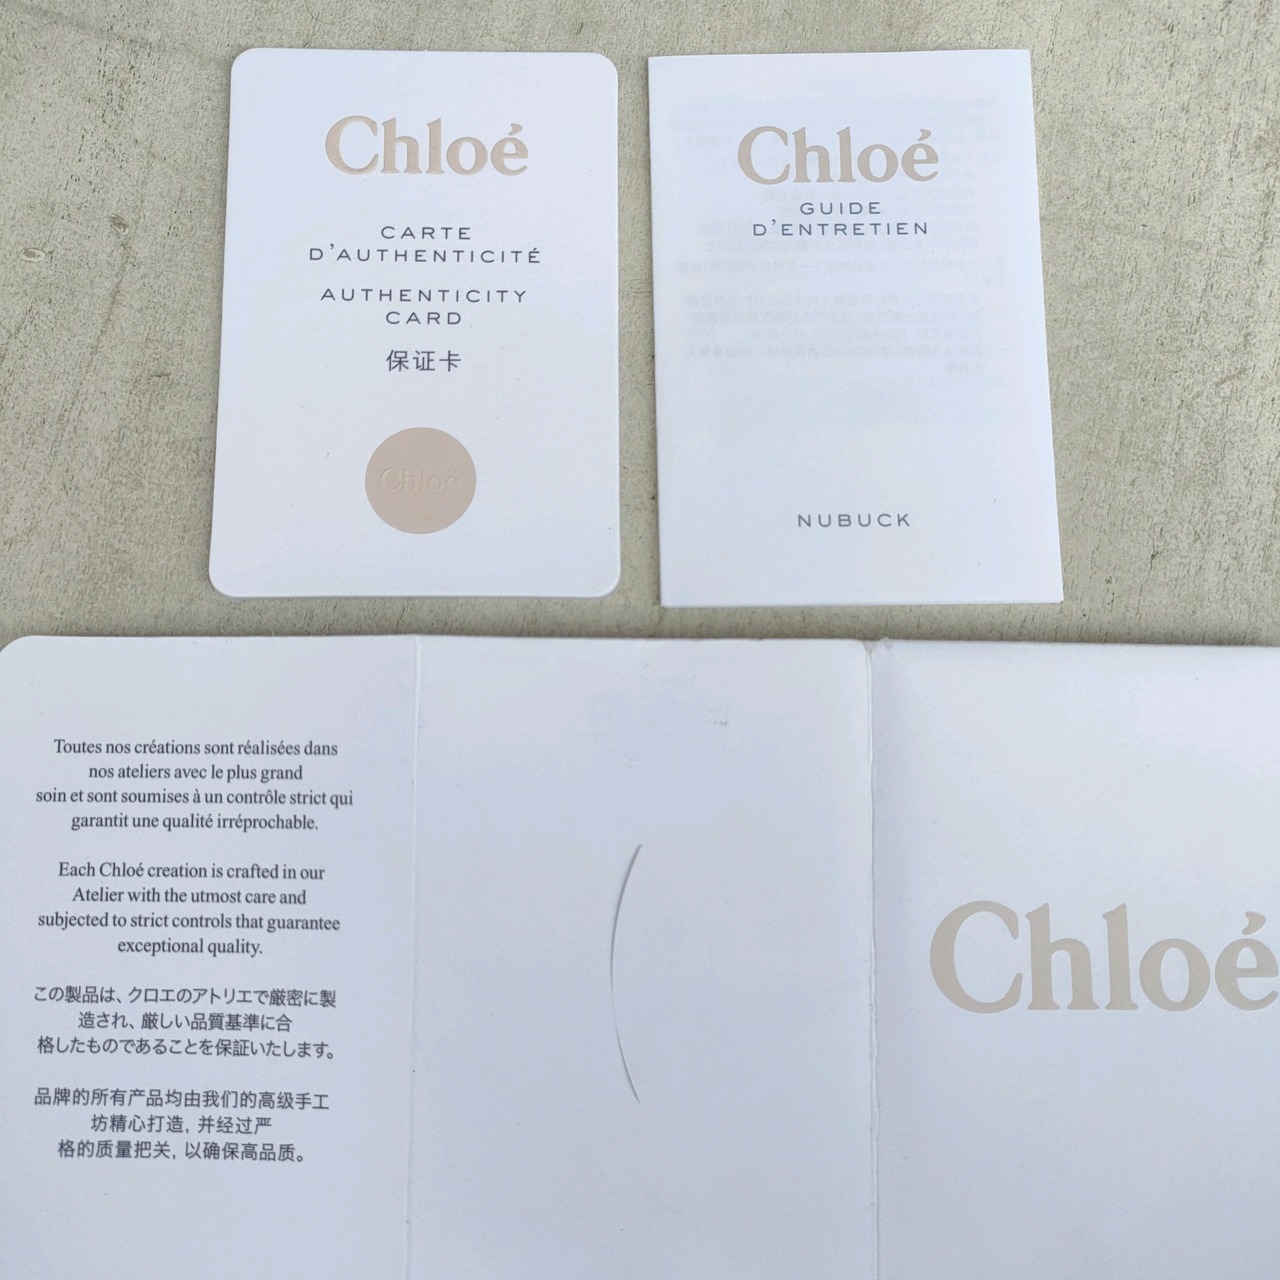 Chloé
CARTE
D'AUTHENTICITÉ
AUTHENTICITY
CARD
保证卡
Chloé
Chloé
GUIDE
D'ENTRETIEN
NUBUCK
Toutes nos créations sont réalisées dans
nos ateliers avec le plus grand
soin et sont soumises à un contrôle strict qui
garantit une qualité irréprochable.
Each Chloé creation is crafted in our
Atelier with the utmost care and
subjected to strict controls that guarantee
exceptional quality.
この製品は、クロエのアトリエで厳密に製
造され、厳しい品質基準に合
格したものであることを保証いたします。
品牌的所有产品均由我们的高级手工
坊精心打造, 并经过严
格的质量把关, 以确保高品质。
Chloé